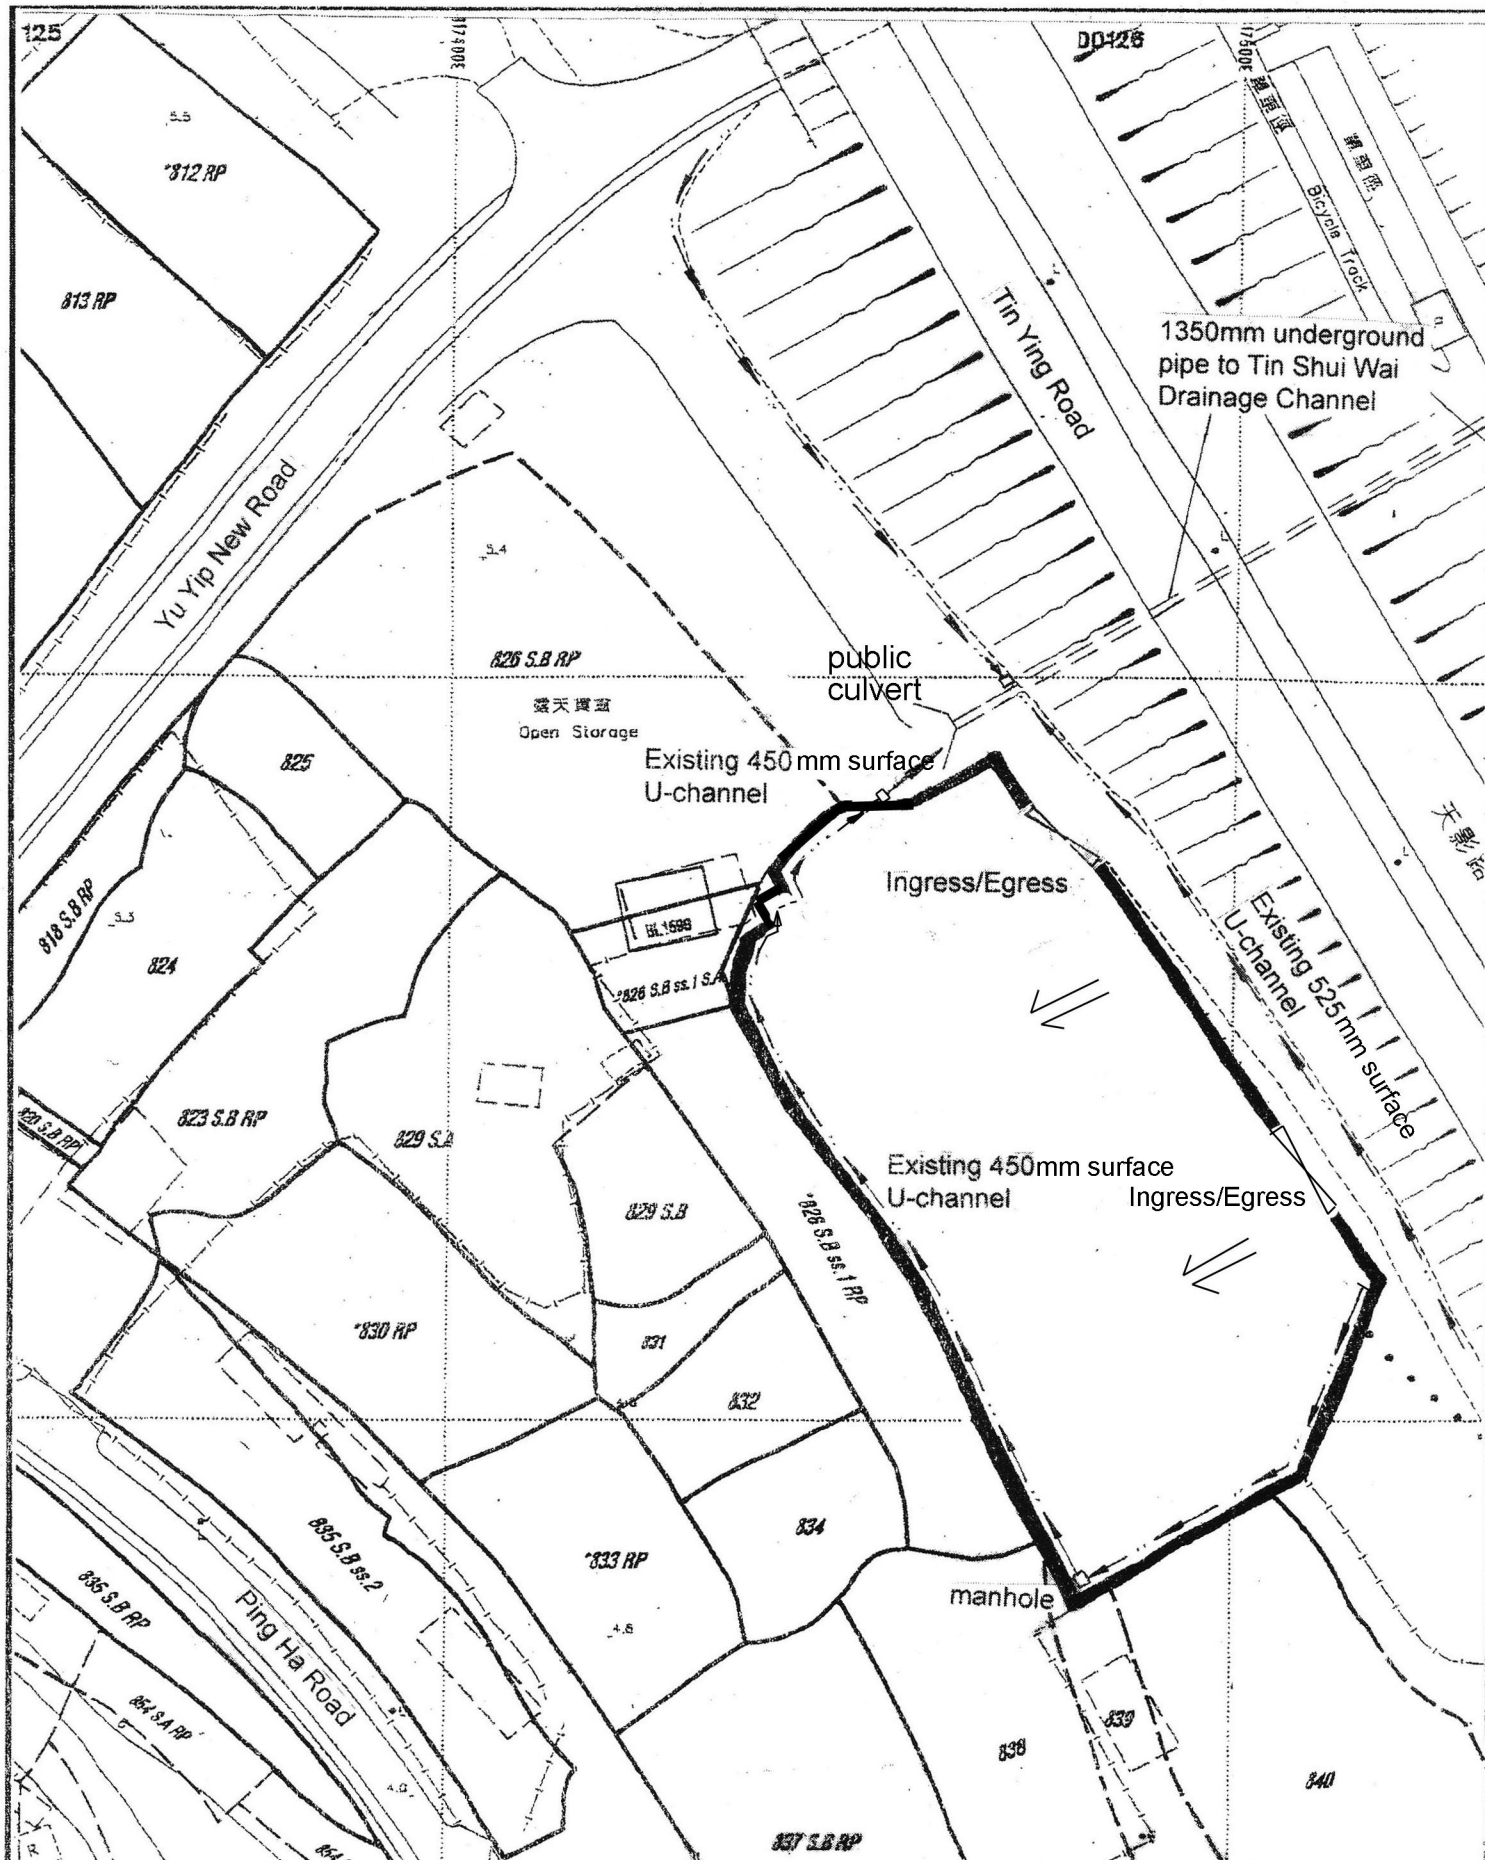 125
DD126
5.5
*812 RP
813 RP
Bicycle Track
Tin Ying Road
1350mm underground
pipe to Tin Shui Wai
Drainage Channel
Yu Yip New Road
5.4
826 S.B RP
public
culvert
Open Storage
825
Existing 450mm surface
U-channel
Ingress/Egress
818 S.B RP
5.3
824
*826 S.B ss.1 S.A
Existing 525mm surface
U-channel
天影路
820 S.B RP
823 S.B RP
829 S.A
Existing 450mm surface
U-channel
Ingress/Egress
829 S.B
*826 S.B ss.1 RP
*830 RP
831
832
834
*833 RP
835 S.B ss.2
836 S.B RP
Ping Ha Road
manhole
4.6
854 S.A RP
839
838
840
837 S.B RP